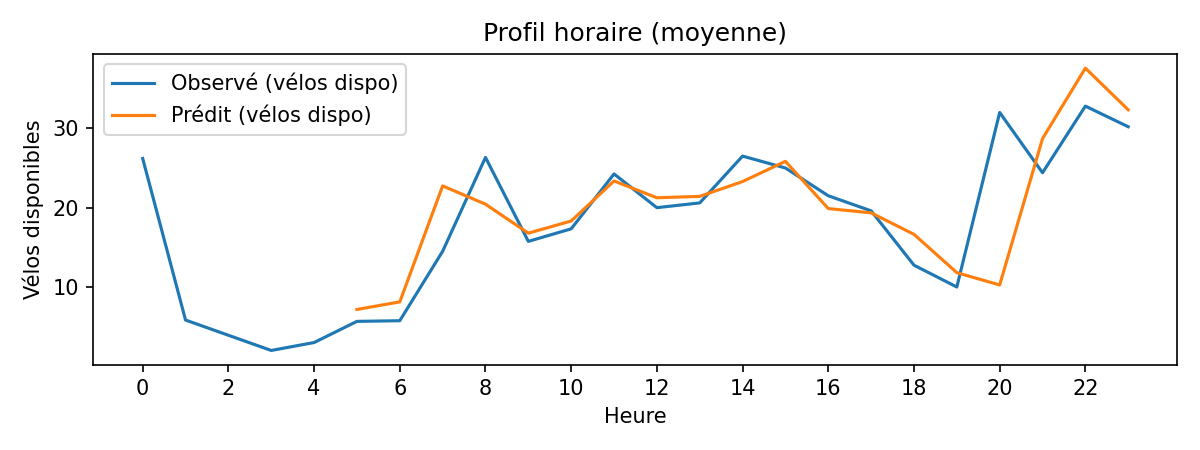 Profil horaire (moyenne)
Observé (vélos dispo)
Prédit (vélos dispo)
Vélos disponibles
30
20
10
0 2 4 6 8 10 12 14 16 18 20 22
Heure